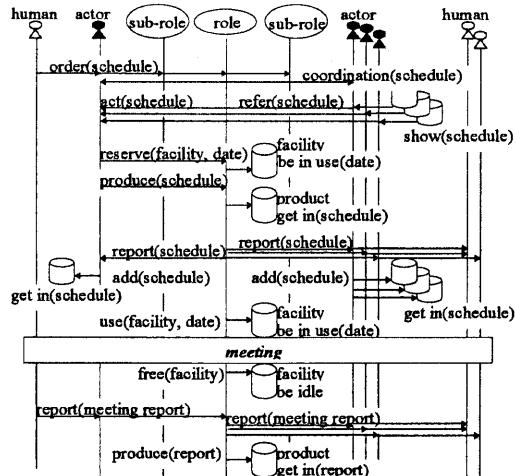 human actor sub-role role sub-role actor human
order(schedule)
coordination(schedule)
act(schedule) refer(schedule)
show(schedule)
reserve(facility, date) facility
be in use(date)
produce(schedule)
product
get in(schedule)
report(schedule)
report(schedule)
add(schedule) add(schedule)
get in(schedule) get in(schedule)
use(facility, date) facility
be in use(date)
meeting
free(facility) facility
be idle
report(meeting report)
report(meeting report)
produce(report) product
get in(report)